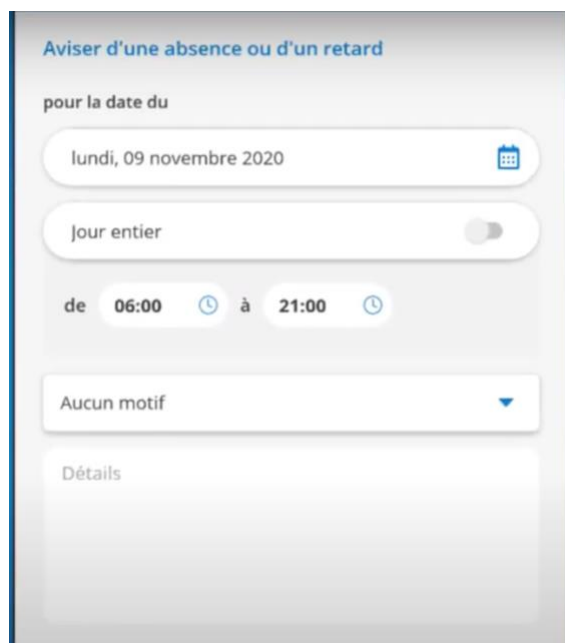 Aviser d'une absence ou d'un retard
pour la date du
lundi, 09 novembre 2020
Jour entier
de 06:00 à 21:00
Aucun motif
Détails